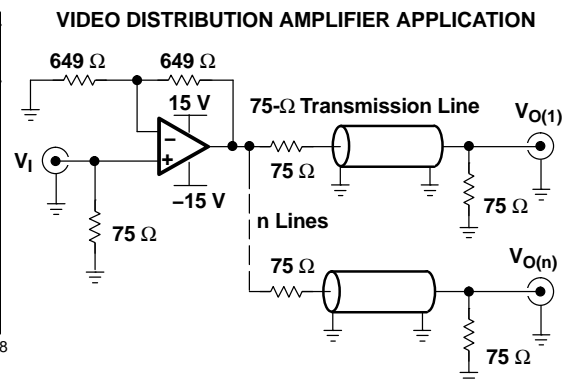 VIDEO DISTRIBUTION AMPLIFIER APPLICATION
649 Ω
649 Ω
15 V
75-Ω Transmission Line
VO(1)
VI
−
+
75 Ω
−15 V
75 Ω
75 Ω
n Lines
75 Ω
VO(n)
75 Ω
8